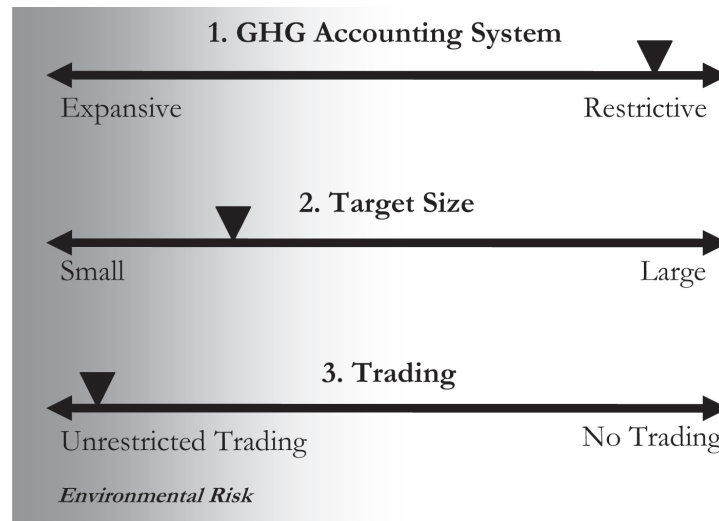 1. GHG Accounting System
Expansive Restrictive
2. Target Size
Small Large
3. Trading
Unrestricted Trading No Trading
Environmental Risk